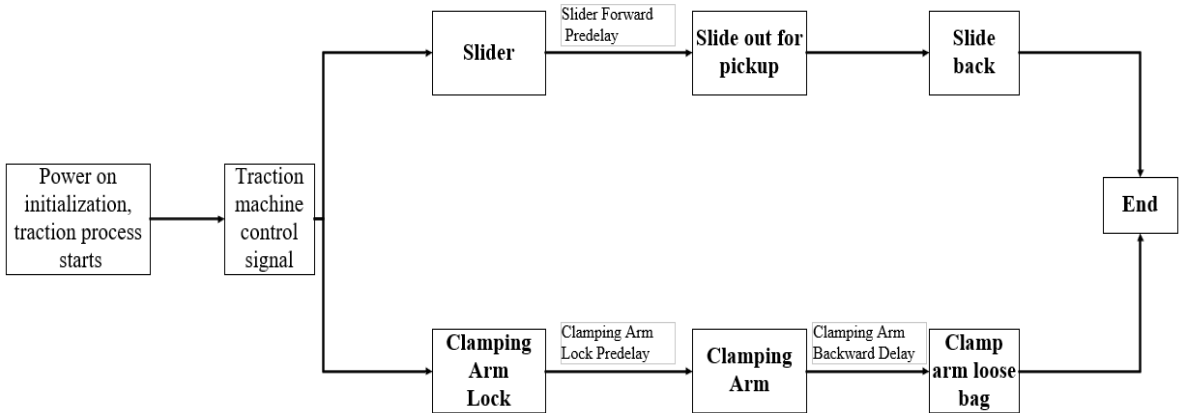 Power on
initialization,
traction process
starts
Traction
machine
control
signal
Slider
Slider Forward
Predelay
Slide out for
pickup
Slide
back
Clamping
Arm
Lock
Clamping Arm
Lock Predelay
Clamping
Arm
Clamping Arm
Backward Delay
Clamp
arm loose
bag
End